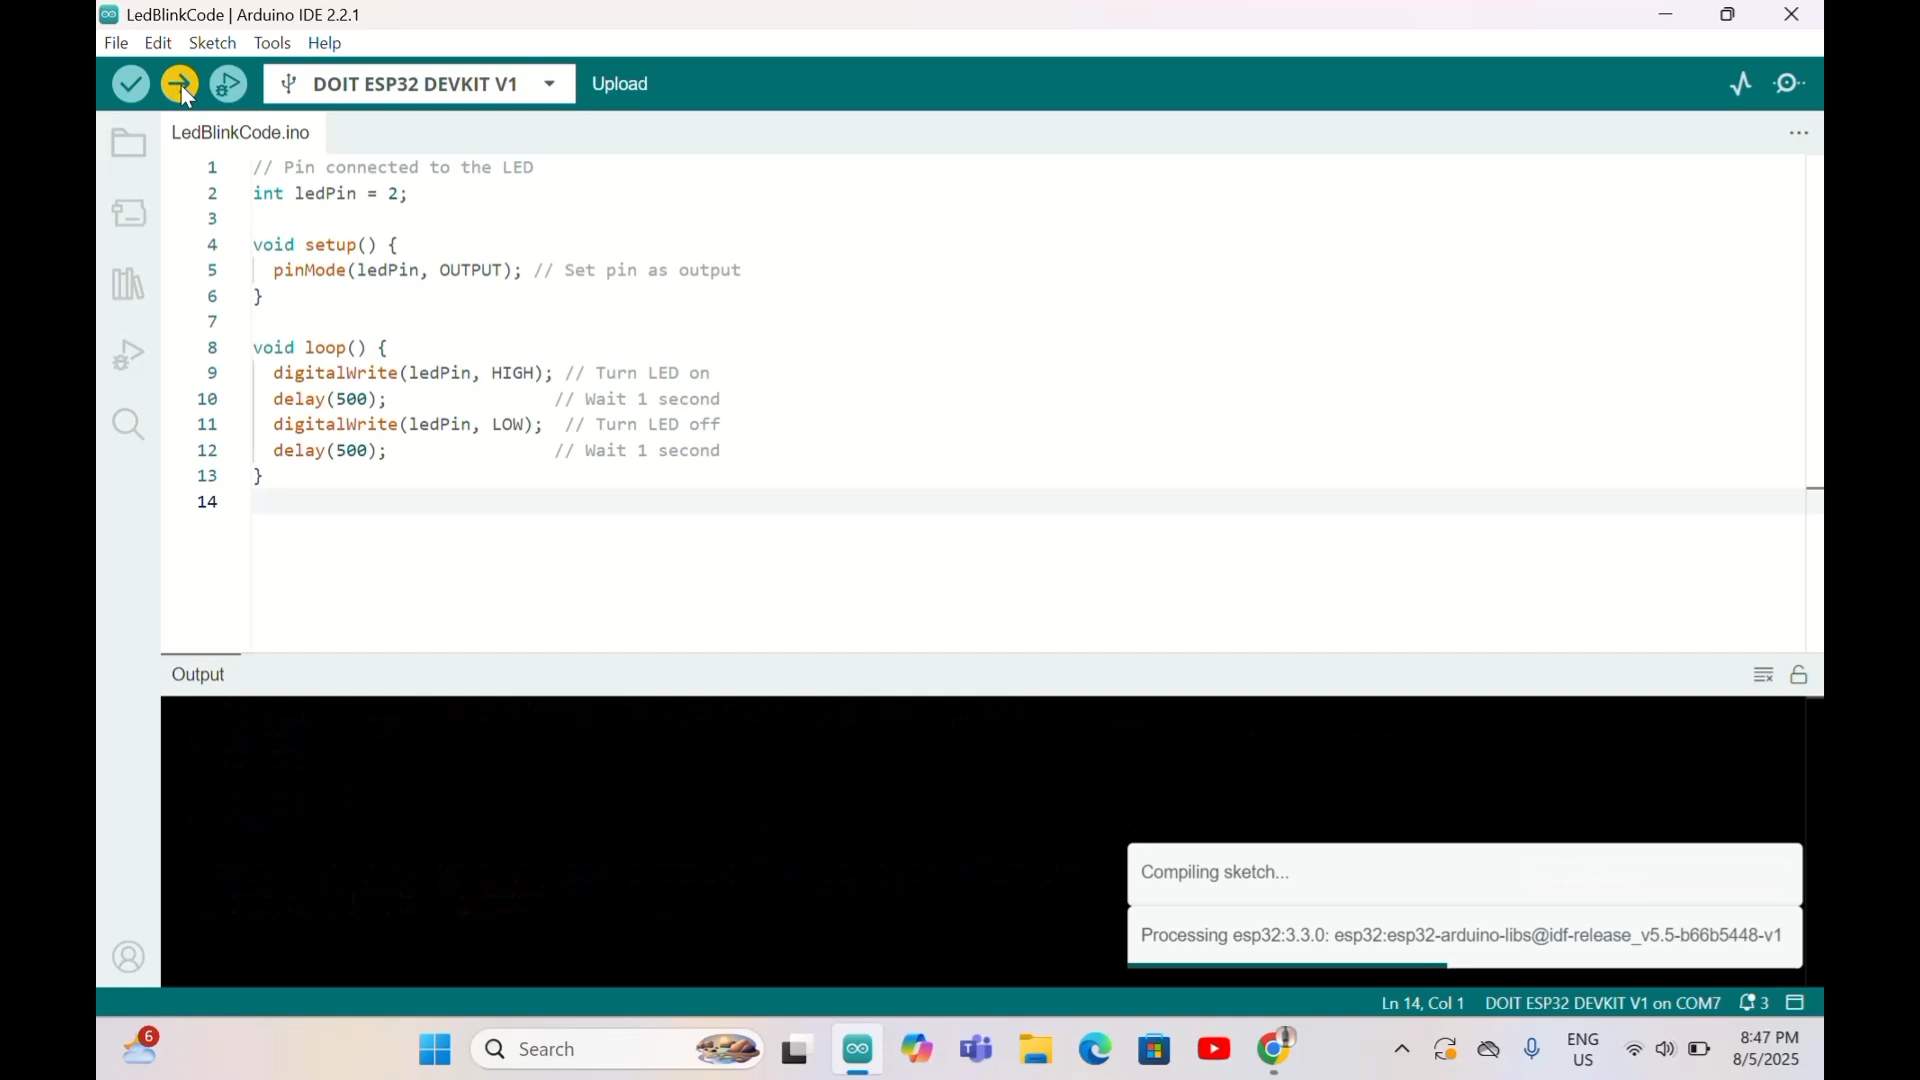 LedBlinkCode | Arduino IDE 2.2.1
File Edit Sketch Tools Help
DOIT ESP32 DEVKIT V1 Upload
LedBlinkCode.ino
1 // Pin connected to the LED
2 int ledPin = 2;
3
4 void setup() {
5 pinMode(ledPin, OUTPUT); // Set pin as output
6 }
7
8 void loop() {
9 digitalWrite(ledPin, HIGH); // Turn LED on
10 delay(500); // Wait 1 second
11 digitalWrite(ledPin, LOW); // Turn LED off
12 delay(500); // Wait 1 second
13 }
14
Output
Compiling sketch...
Processing esp32:3.3.0: esp32:esp32-arduino-libs@idf-release_v5.5-b66b5448-v1
Ln 14, Col 1 DOIT ESP32 DEVKIT V1 on COM7 3
6
Search
ENG
US
8:47 PM
8/5/2025